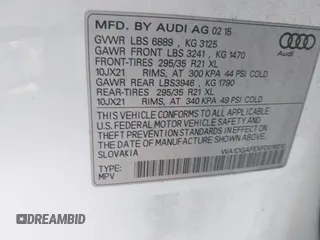 MFD. BY AUDI AG 02 15
GVWR LBS 6889 , KG 3125
GAWR FRONT LBS 3241 , KG 1470
FRONT-TIRES 295/35 R21 XL
10JX21 RIMS, AT 300 KPA 44 PSI COLD
GAWR REAR LBS3946 , KG 1790
REAR-TIRES 295/35 R21 XL
10JX21 RIMS, AT 340 KPA 49 PSI COLD
Audi
THIS VEHICLE CONFORMS TO ALL APPLICABLE
U.S. FEDERAL MOTOR VEHICLE SAFETY AND
THEFT PREVENTION STANDARDS IN EFFECT ON THE
DATE OF MANUFACTURE SHOWN ABOVE.
SLOVAKIA
TYPE:
MPV
DEALERSHIP CARS .COM